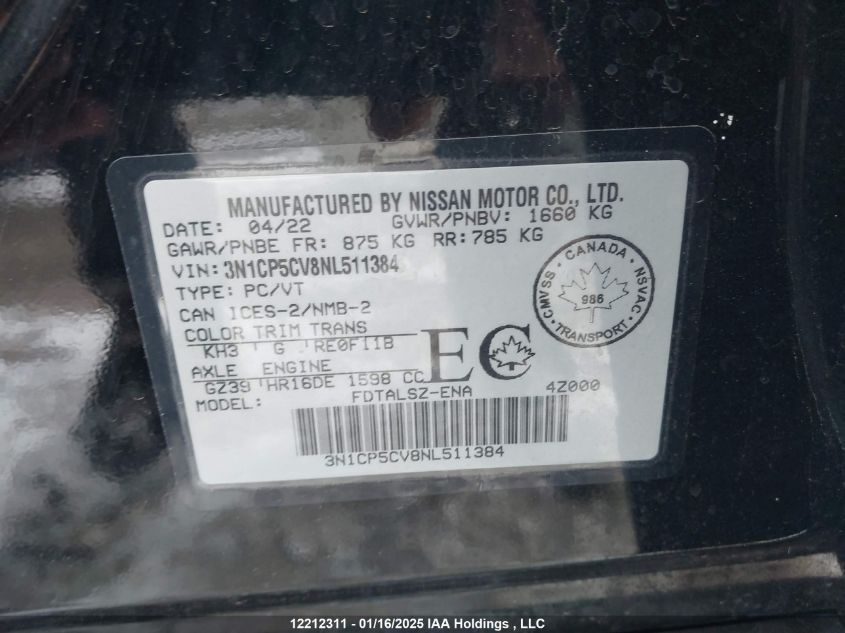 MANUFACTURED BY NISSAN MOTOR CO., LTD.
DATE: 04/22 GVWR/PNBV: 1660 KG
GAWR/PNBE FR: 875 KG RR: 785 KG
VIN: 3N1CP5CV8NL511384
TYPE: PC/VT
CAN ICES-2/NMB-2
COLOR TRIM TRANS
KH3 G RE0F11B
AXLE ENGINE
GZ39 HR16DE 1598 CC
MODEL: FDTALSZ-ENA 4Z000
EC
CANADA
CMVSS
NSVAC
986
TRANSPORT
3N1CP5CV8NL511384
12212311 - 01/16/2025 IAA Holdings , LLC